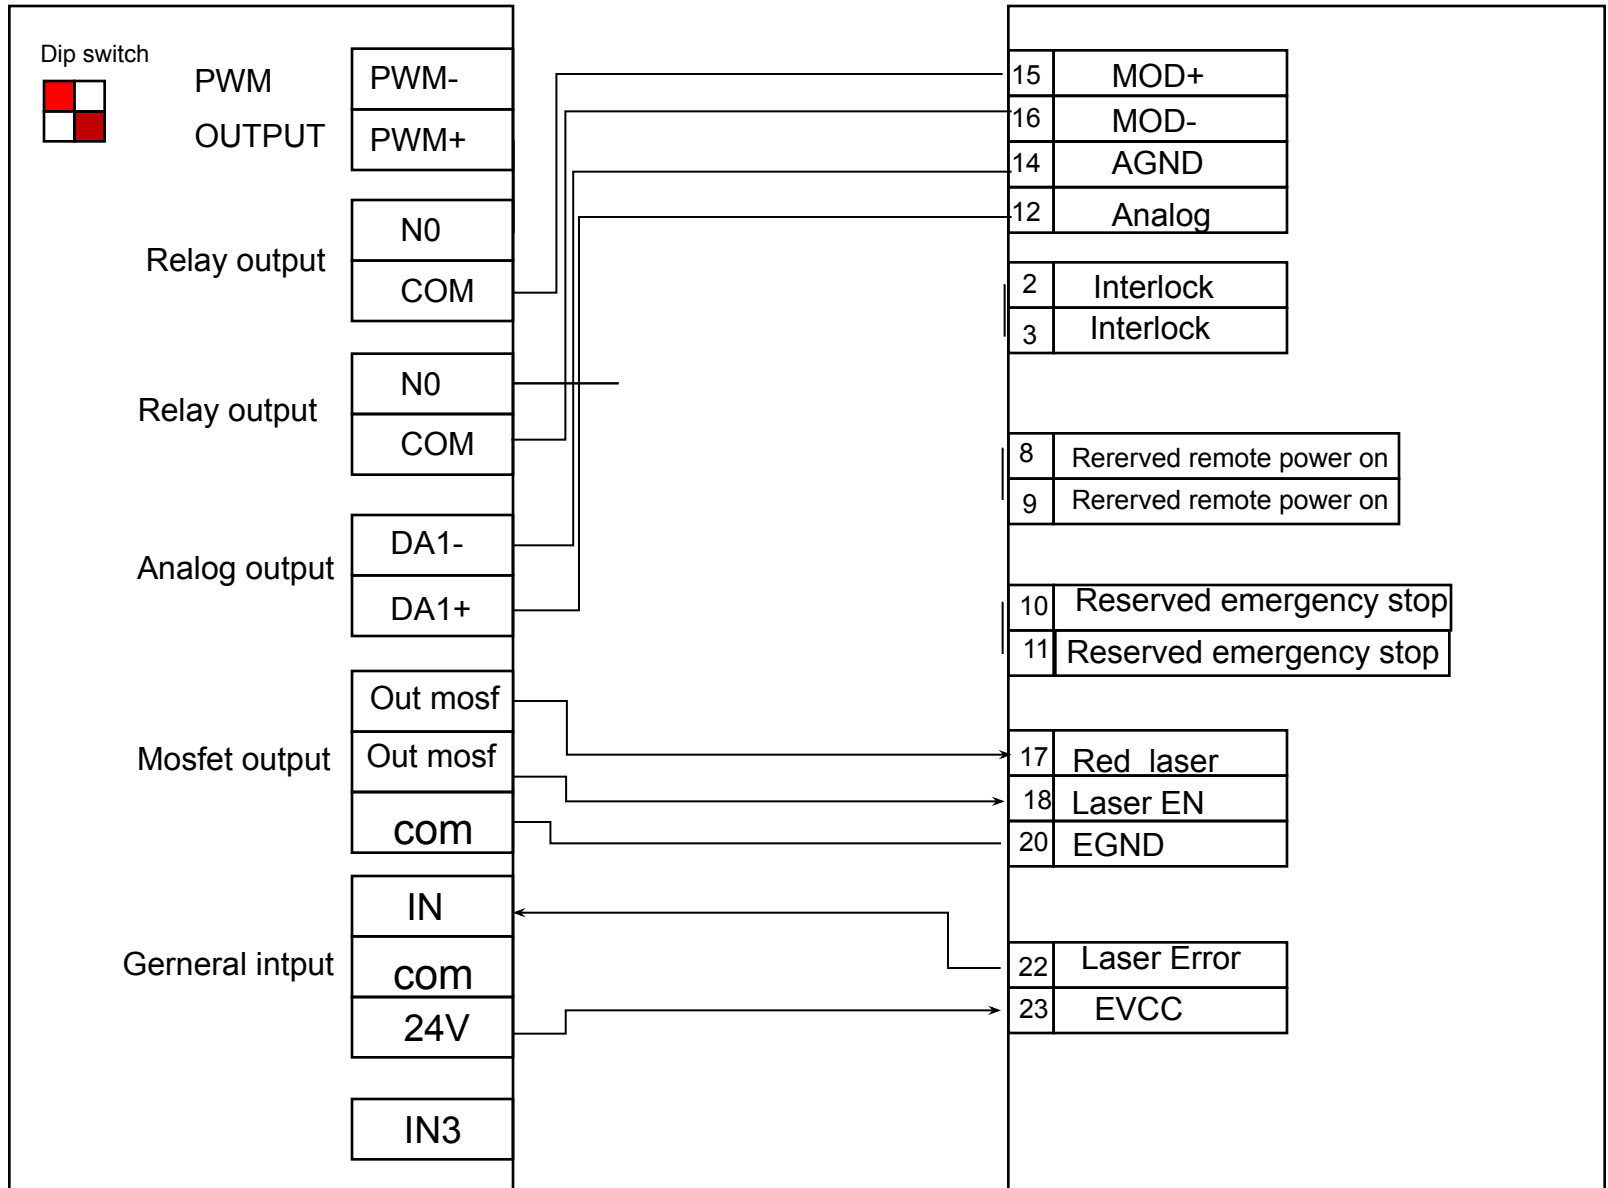 Dip switch
PWM
OUTPUT
PWM-
PWM+
Relay output
N0
COM
Relay output
N0
COM
Analog output
DA1-
DA1+
Mosfet output
Out mosf
Out mosf
com
Gerneral intput
IN
com
24V
IN3
15 MOD+
16 MOD-
14 AGND
12 Analog
2 Interlock
3 Interlock
8 Rererved remote power on
9 Rererved remote power on
10 Reserved emergency stop
11 Reserved emergency stop
17 Red laser
18 Laser EN
20 EGND
22 Laser Error
23 EVCC